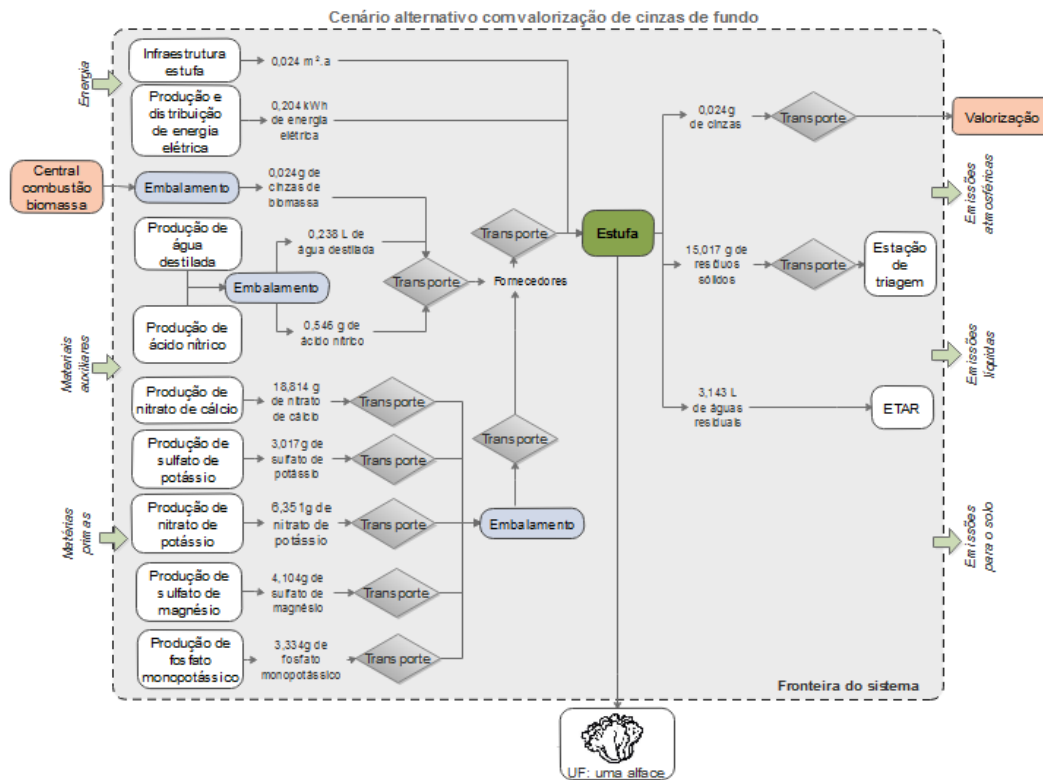 Cenário alternativo com valorização de cinzas de fundo
Energia
Infraestrutura
estufa
0,024 m².a
Produção e
distribuição
de energia
elétrica
0,204 kWh
de energia
elétrica
Central
combustão
biomassa
Embalamento
0,024g de
cinzas de
biomassa
Produção de
água
destilada
Embalamento
0,238 L de
água destilada
Produção de
ácido nítrico
0,546 g de
ácido nítrico
Transporte
Transporte
Fornecedores
Materiais
auxiliares
Produção de
nitrato de cálcio
18,814 g
de nitrato
de cálcio
Transporte
Produção de
sulfato de
potássio
3,017g de
sulfato de
potássio
Transporte
Transporte
Matérias
primas
Produção de
nitrato de
potássio
6,351g de
nitrato de
potássio
Transporte
Embalamento
Produção de
sulfato de
magnésio
4,104g de
sulfato de
magnésio
Transporte
Produção de
fosfato
monopotássico
3,334g de
fosfato
monopotássico
Transporte
Estufa
0,024g
de cinzas
Transporte
Valorização
15,017 g de
resíduos
sólidos
Transporte
Estação
de
triagem
3,143 L
de águas
residuais
ETAR
Emissões
atmosféricas
Emissões
líquidas
Emissões
para o solo
Fronteira do sistema
UF: uma alface